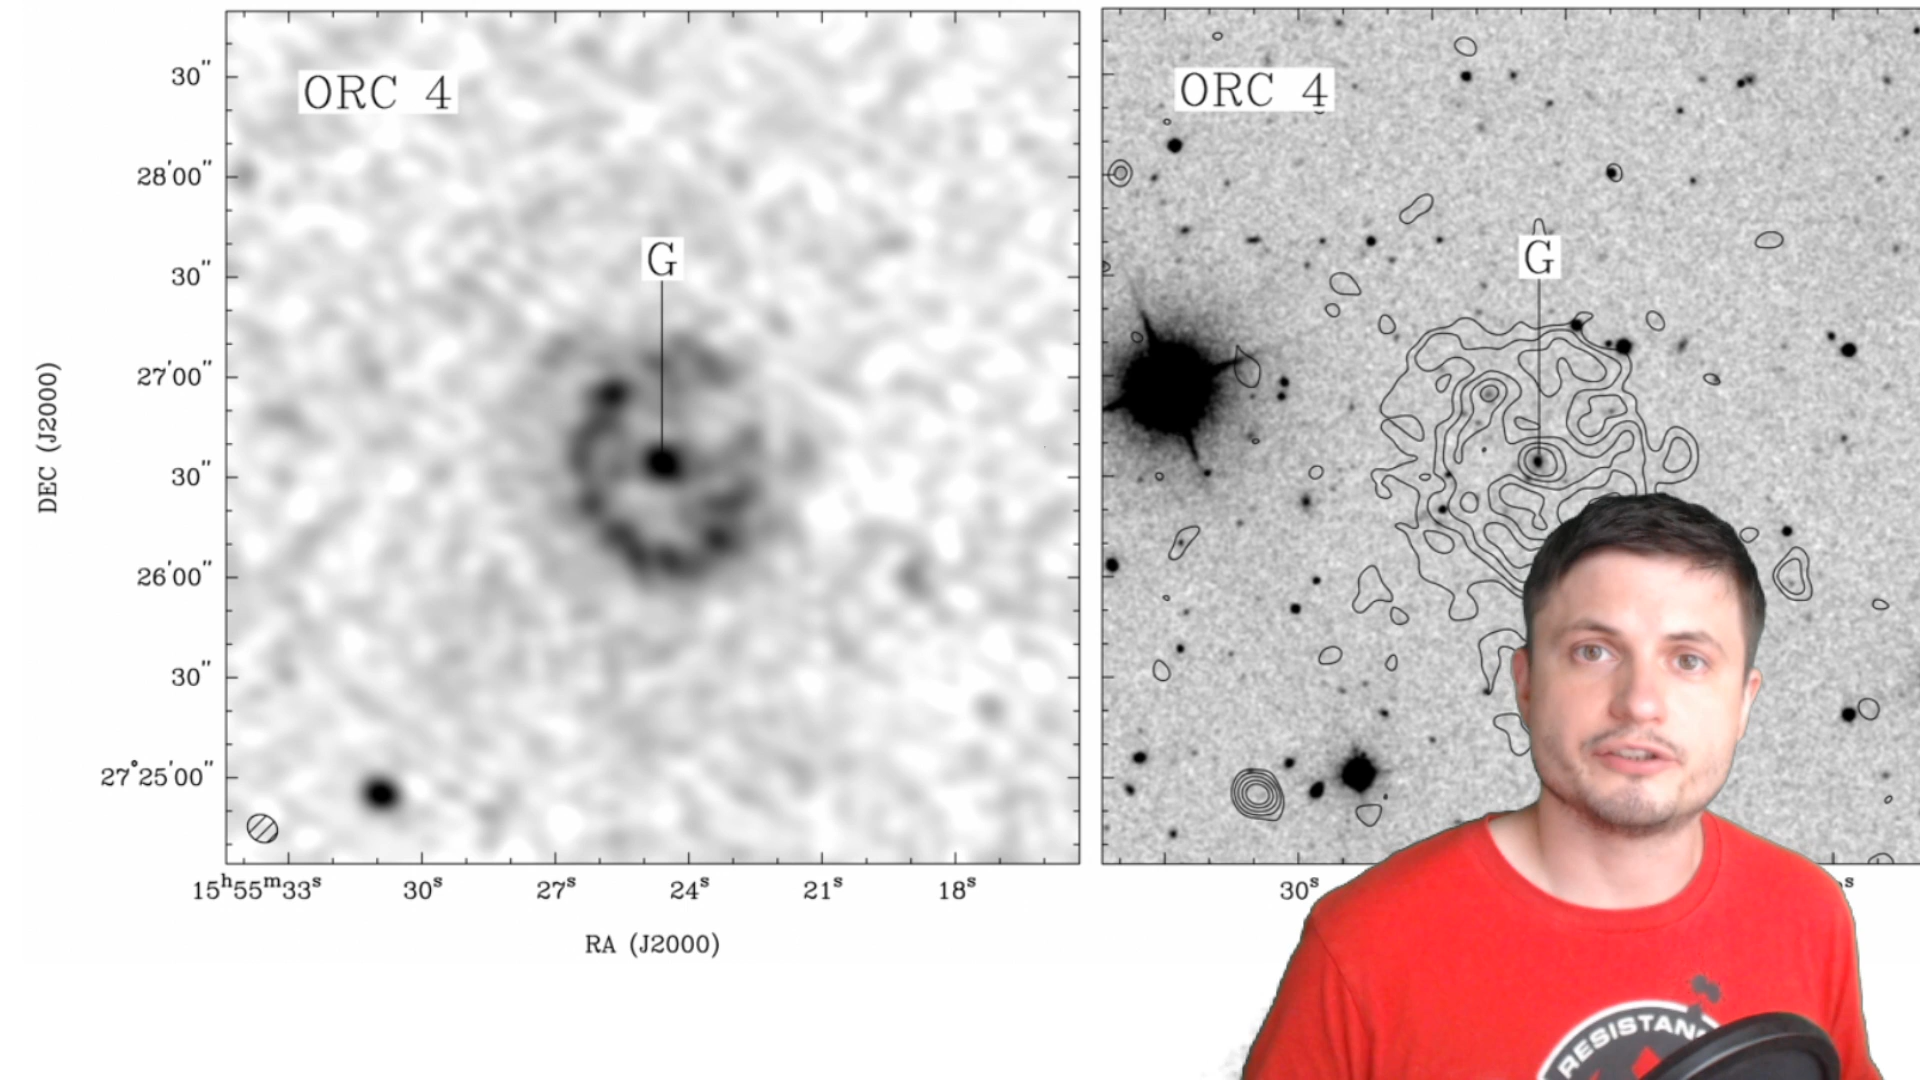 ORC 4
ORC 4
G
G
30"
28'00"
30"
27'00"
30"
26'00"
30"
27°25'00"
DEC (J2000)
15ʰ55ᵐ33ˢ
30ˢ
27ˢ
24ˢ
21ˢ
18ˢ
30ˢ
RA (J2000)